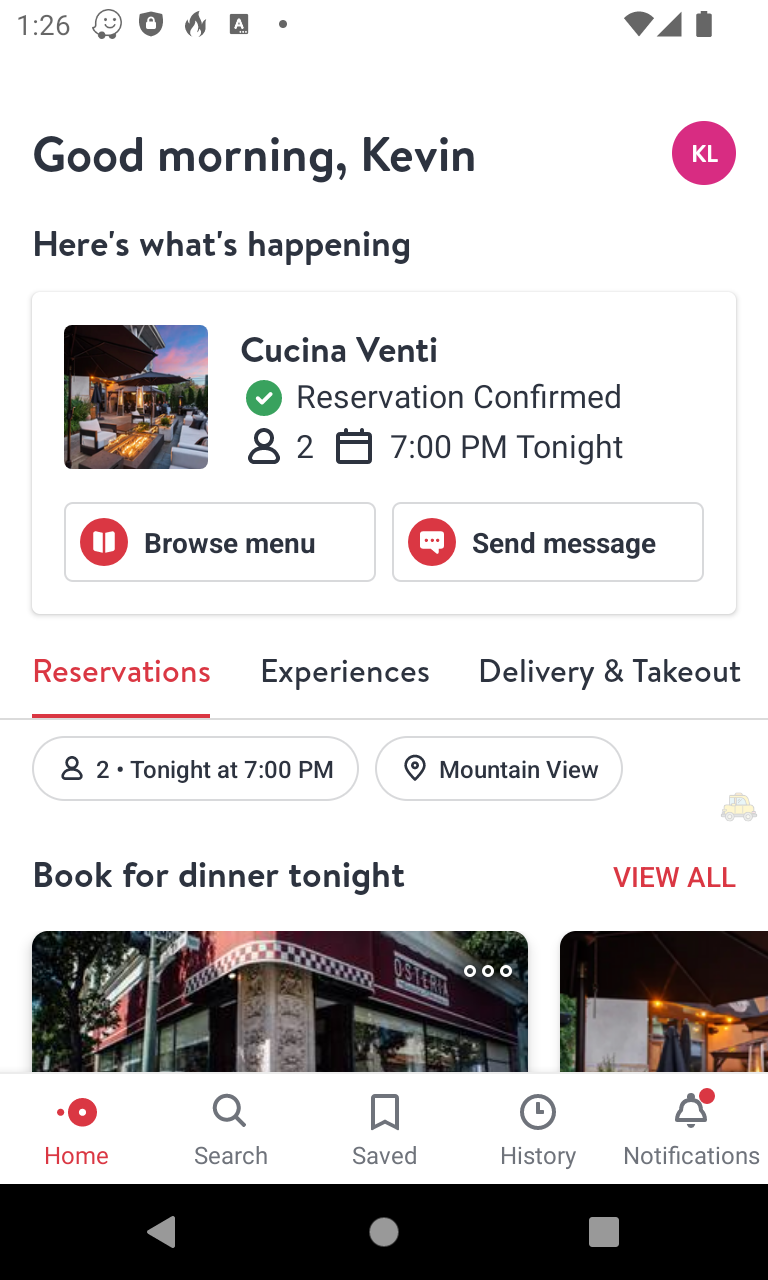 1:26
Good morning, Kevin
KL
Here's what's happening
Cucina Venti
Reservation Confirmed
2 7:00 PM Tonight
Browse menu
Send message
Reservations Experiences Delivery & Takeout
2 • Tonight at 7:00 PM
Mountain View
Book for dinner tonight
VIEW ALL
OSTERIA
Home Search Saved History Notifications